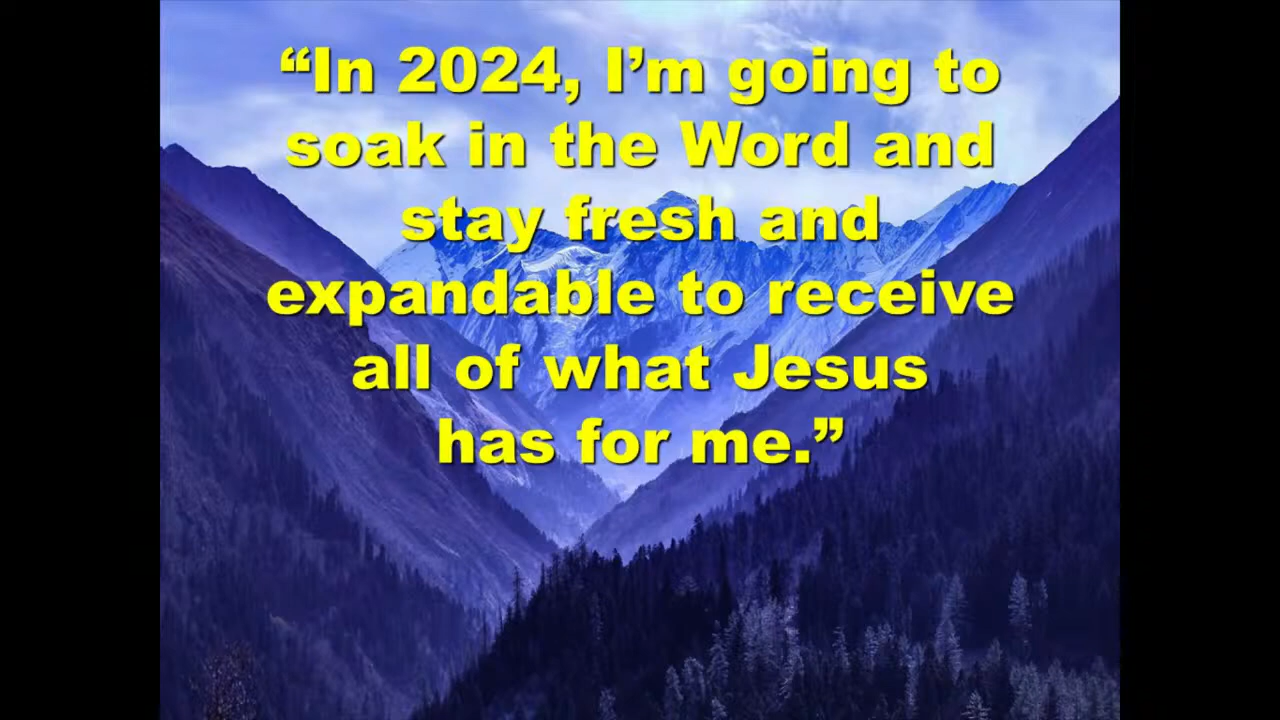 “In 2024, I’m going to
soak in the Word and
stay fresh and
expandable to receive
all of what Jesus
has for me.”